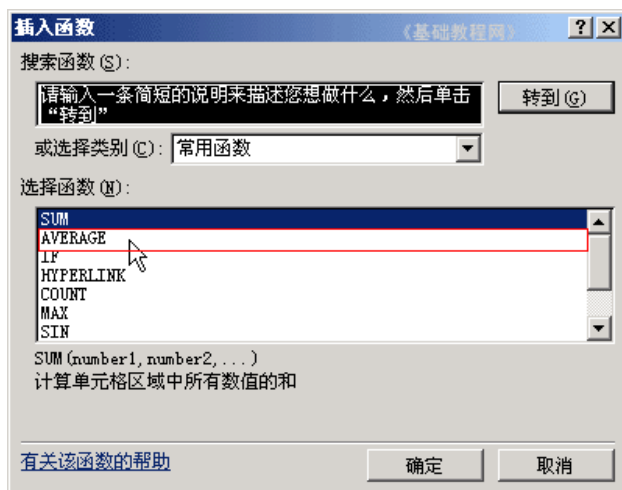 插入函数 《基础教程网》
搜索函数(S):
请输入一条简短的说明来描述您想做什么，然后单击
“转到”
转到(G)
或选择类别(C): 常用函数
选择函数(N):
SUM
AVERAGE
IF
HYPERLINK
COUNT
MAX
SIN
SUM(number1,number2,...)
计算单元格区域中所有数值的和
有关该函数的帮助 确定 取消